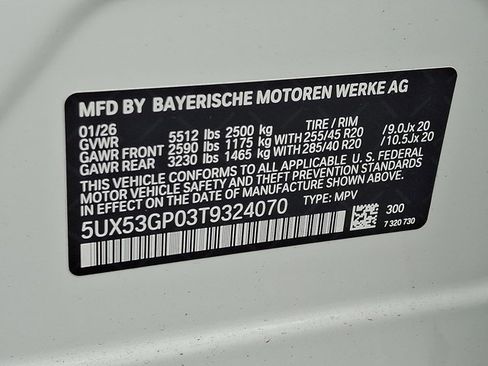 MFD BY BAYERISCHE MOTOREN WERKE AG
01/26 TIRE / RIM
GVWR 5512 lbs 2500 kg
GAWR FRONT 2590 lbs 1175 kg WITH 255/45 R20 /9.0Jx 20
GAWR REAR 3230 lbs 1465 kg WITH 285/40 R20 /10.5Jx 20
THIS VEHICLE CONFORMS TO ALL APPLICABLE U.S. FEDERAL
MOTOR VEHICLE SAFETY AND THEFT PREVENTION STANDARDS
IN EFFECT ON THE DATE OF MANUFACTURE SHOWN ABOVE.
5UX53GP03T9324070 TYPE: MPV
300
7 320 730